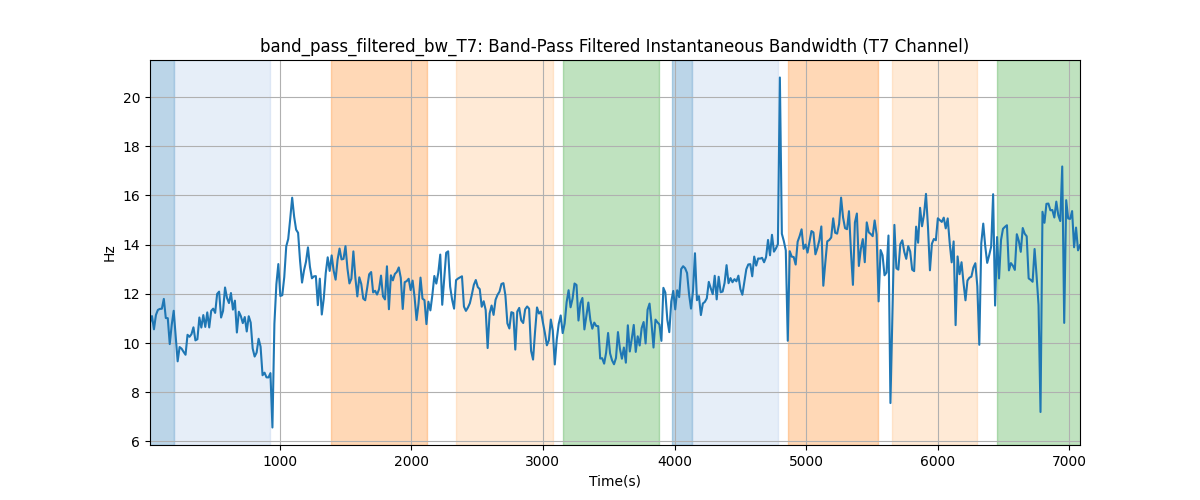 band_pass_filtered_bw_T7: Band-Pass Filtered Instantaneous Bandwidth (T7 Channel)
20
18
16
14
12
10
8
6
Hz
1000 2000 3000 4000 5000 6000 7000
Time(s)